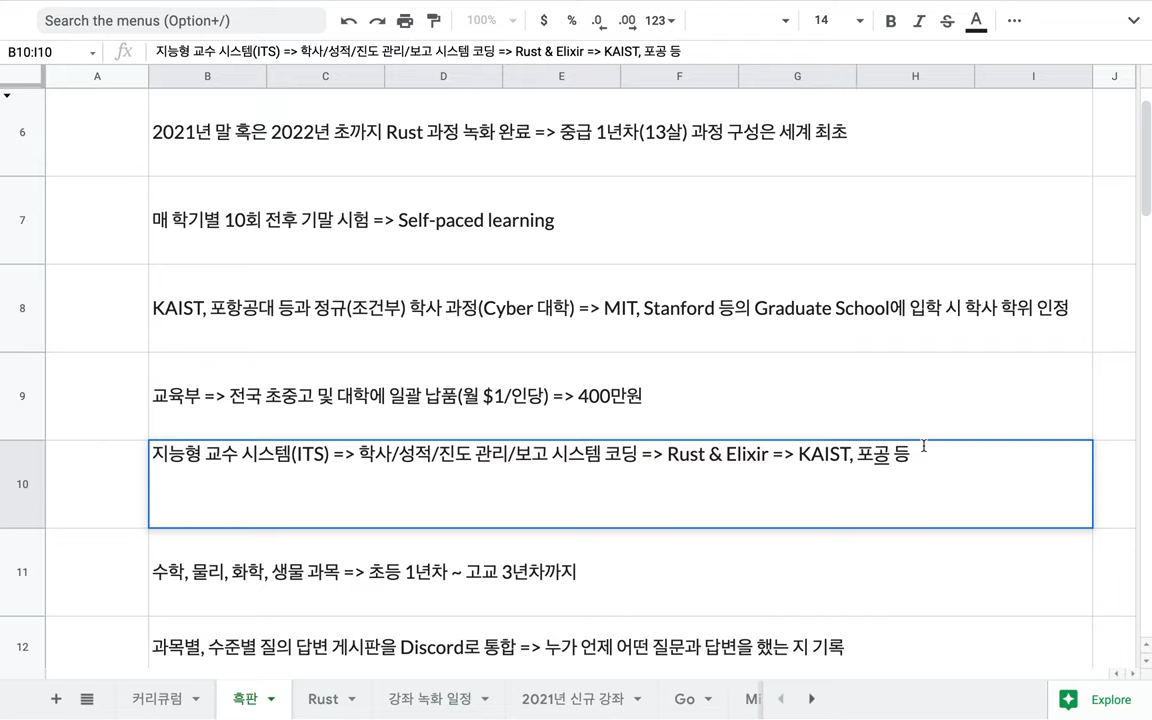 Search the menus (Option+/)
100%
$ % .0 .00 123
14
B I S A
B10:I10
fx
지능형 교수 시스템(ITS) => 학사/성적/진도 관리/보고 시스템 코딩 => Rust & Elixir => KAIST, 포공 등
A B C D E F G H I J
6 2021년 말 혹은 2022년 초까지 Rust 과정 녹화 완료 => 중급 1년차(13살) 과정 구성은 세계 최초
7 매 학기별 10회 전후 기말 시험 => Self-paced learning
8 KAIST, 포항공대 등과 정규(조건부) 학사 과정(Cyber 대학) => MIT, Stanford 등의 Graduate School에 입학 시 학사 학위 인정
9 교육부 => 전국 초중고 및 대학에 일괄 납품(월 $1/인당) => 400만원
10 지능형 교수 시스템(ITS) => 학사/성적/진도 관리/보고 시스템 코딩 => Rust & Elixir => KAIST, 포공 등
11 수학, 물리, 화학, 생물 과목 => 초등 1년차 ~ 고교 3년차까지
12 과목별, 수준별 질의 답변 게시판을 Discord로 통합 => 누가 언제 어떤 질문과 답변을 했는 지 기록
커리큘럼 흑판 Rust 강좌 녹화 일정 2021년 신규 강좌 Go Mi
Explore